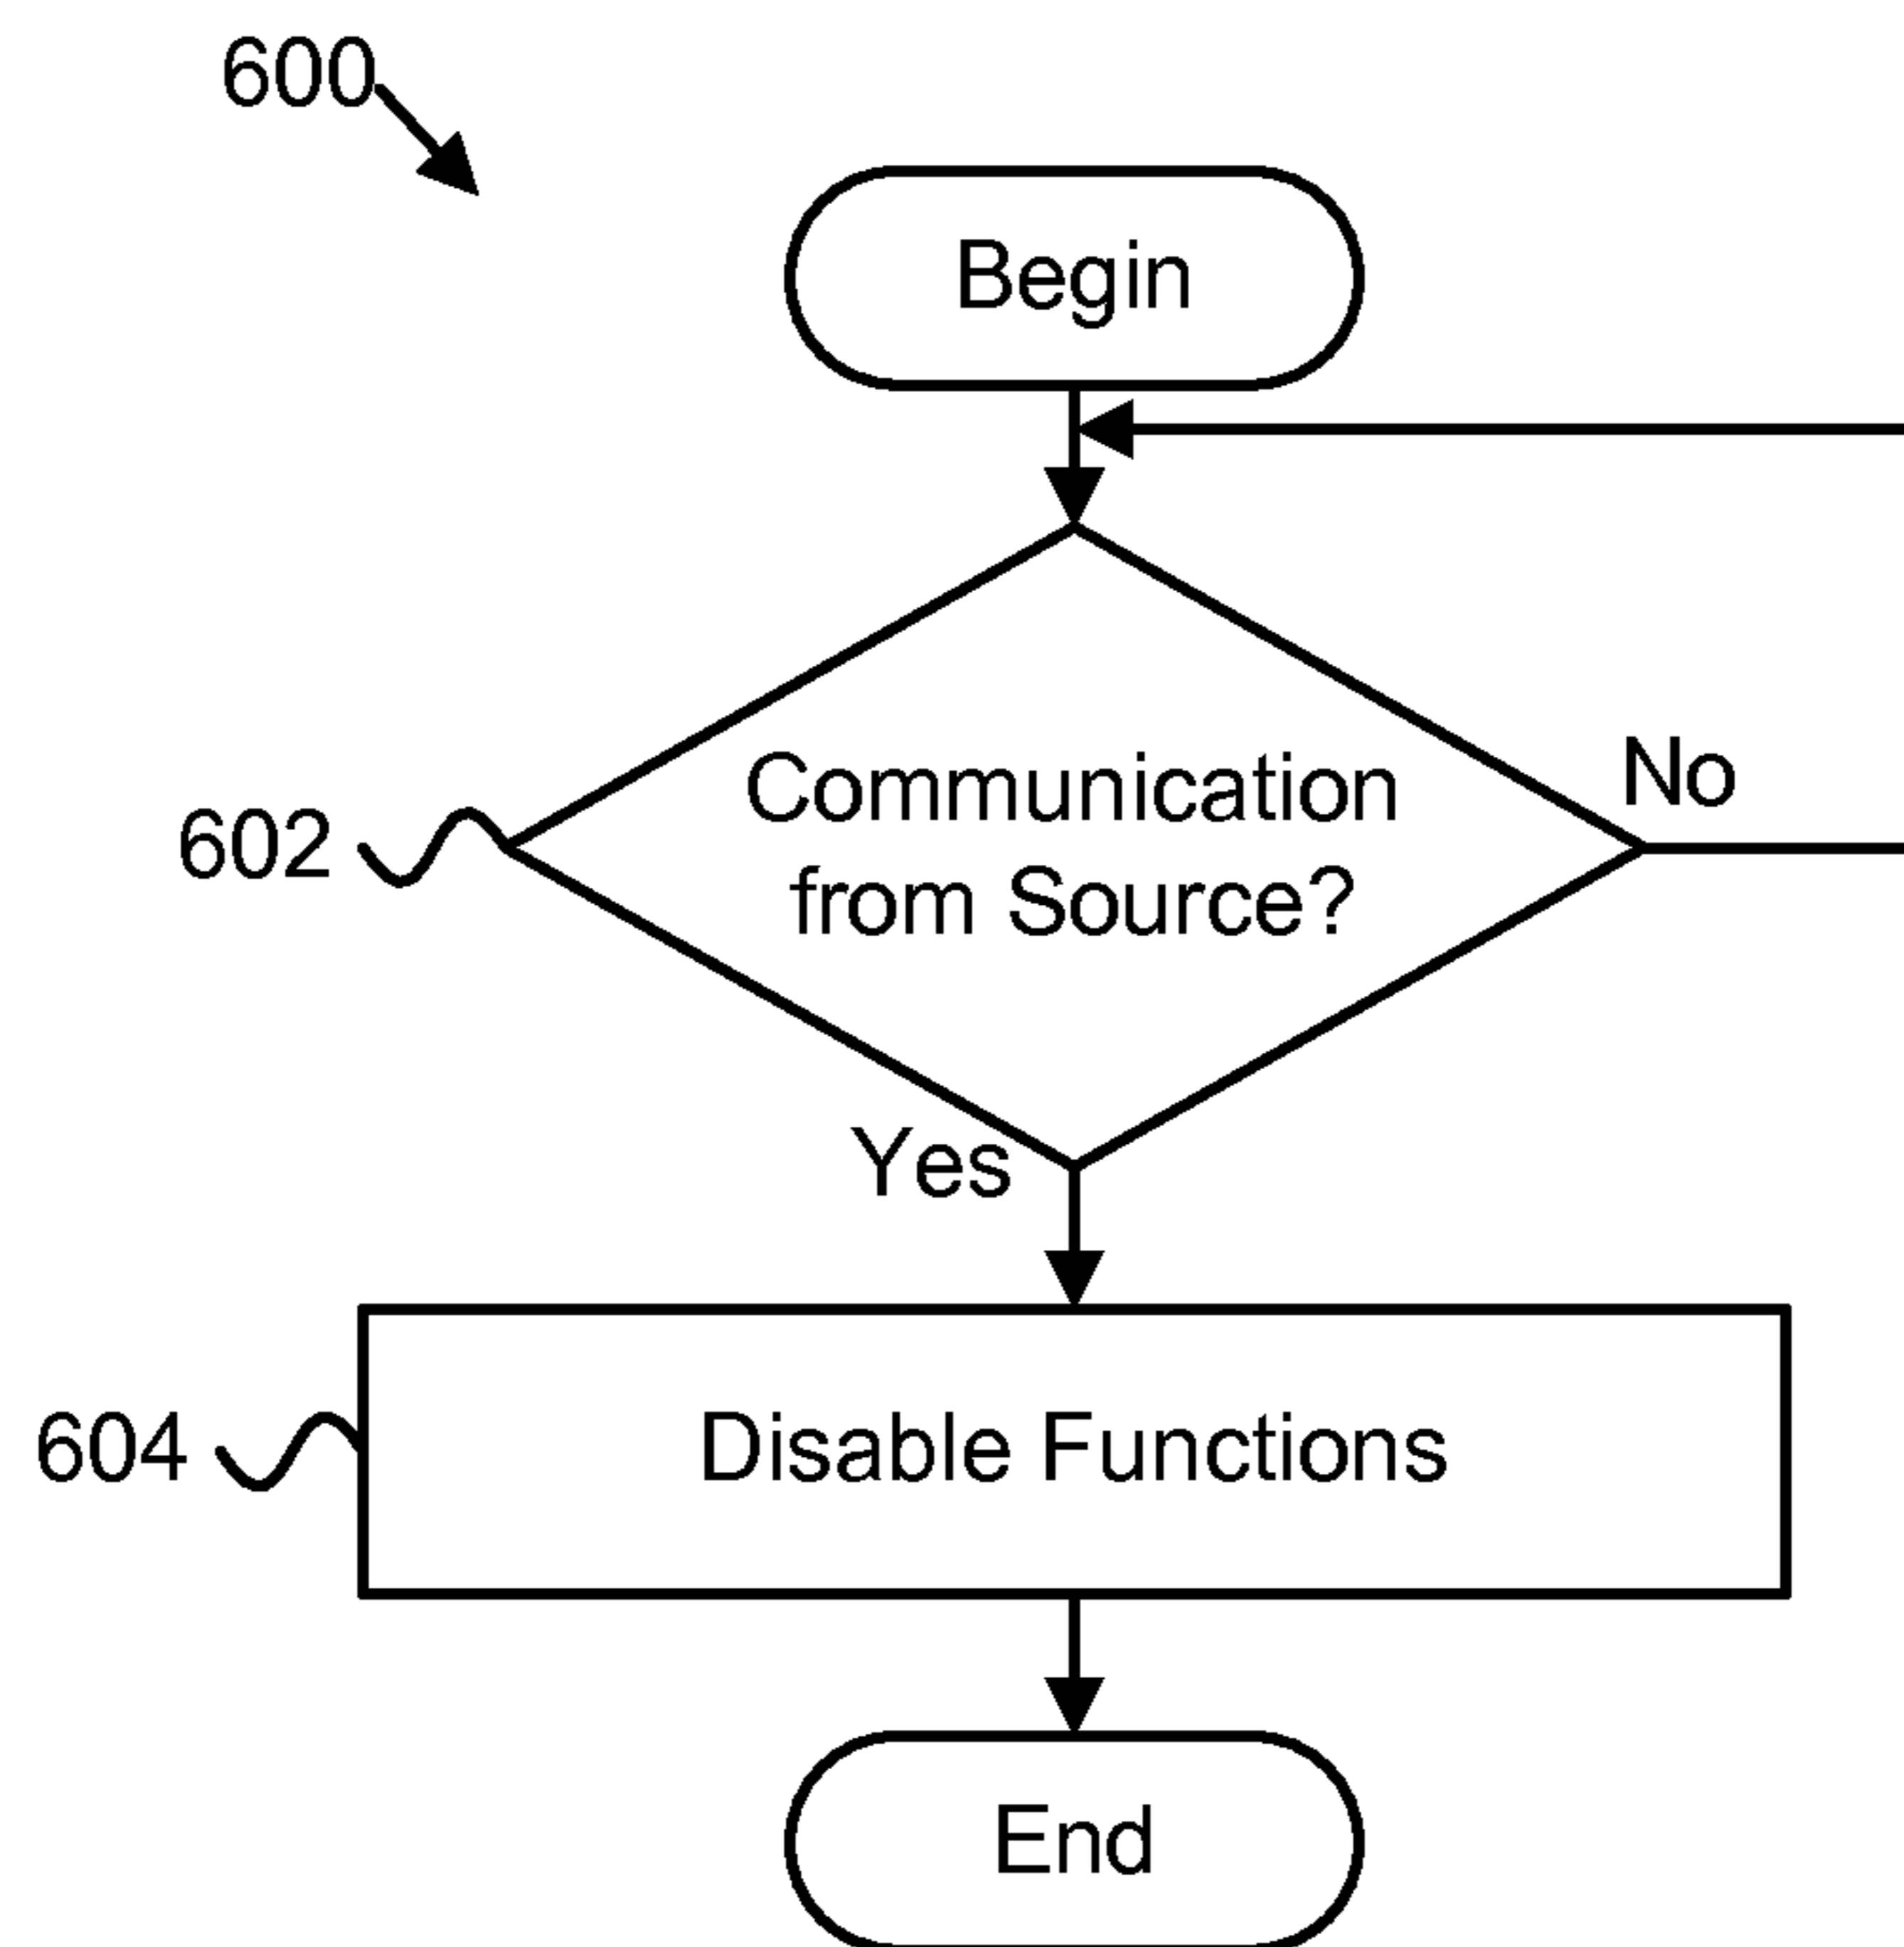 600
Begin
Communication
from Source?
No
602
Yes
Disable Functions
604
End